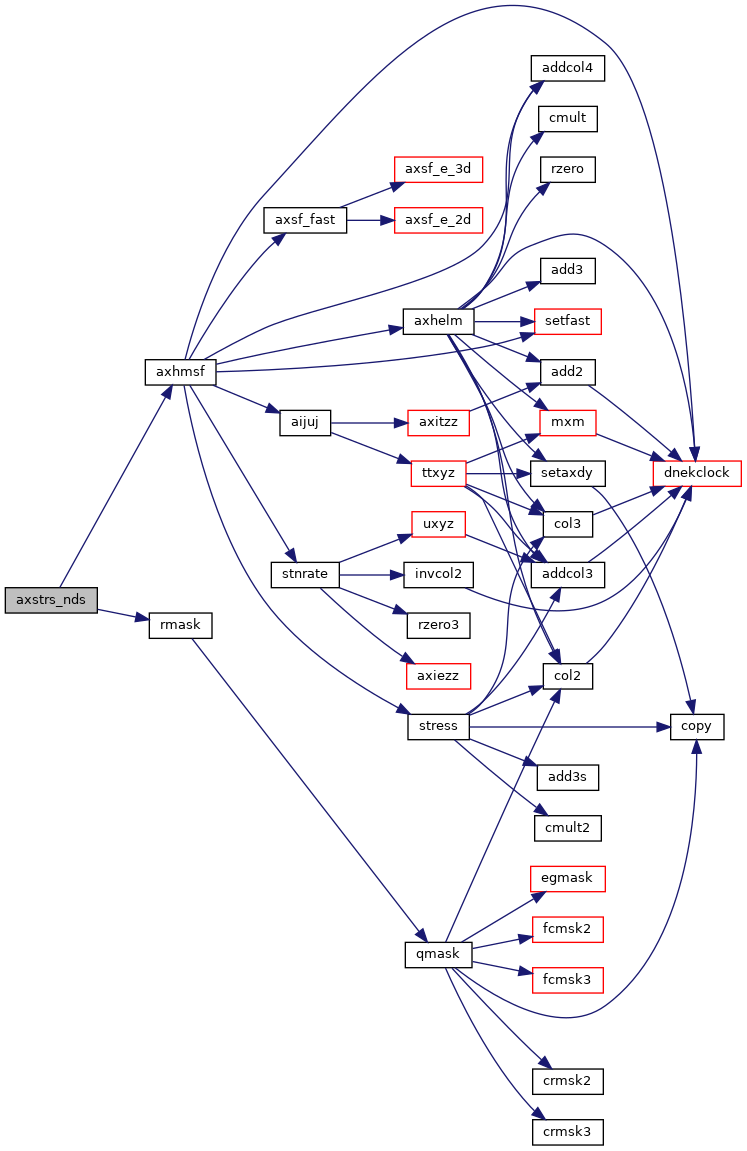 addcol4
cmult
axsf_e_3d
rzero
axsf_fast
axsf_e_2d
add3
axhelm
setfast
axhmsf
add2
aijuj
axitzz
mxm
ttxyz
setaxdy
dnekclock
uxyz
col3
stnrate
invcol2
addcol3
axstrs_nds
rmask
rzero3
axiezz
col2
stress
copy
add3s
cmult2
egmask
fcmsk2
qmask
fcmsk3
crmsk2
crmsk3